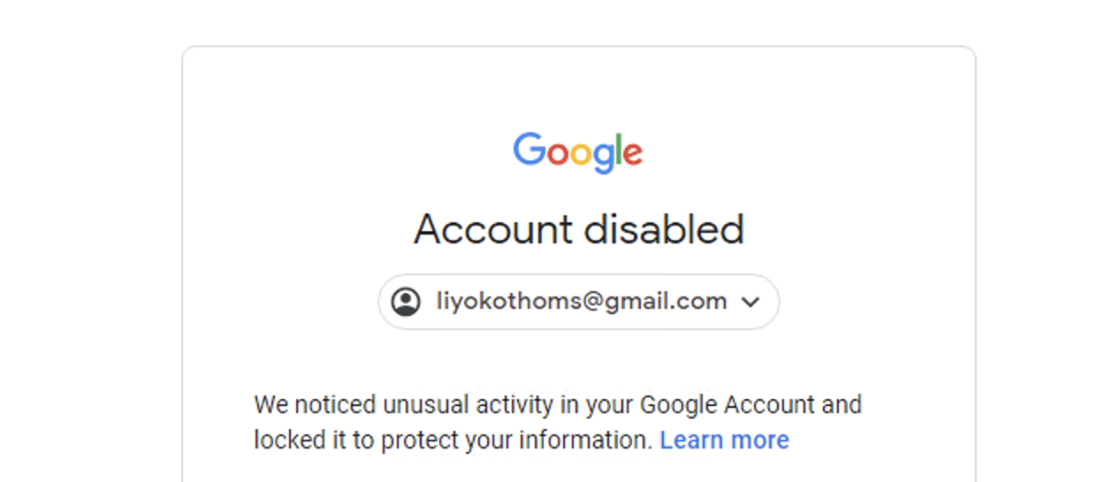 Google
Account disabled
liyokothoms@gmail.com
We noticed unusual activity in your Google Account and
locked it to protect your information. Learn more